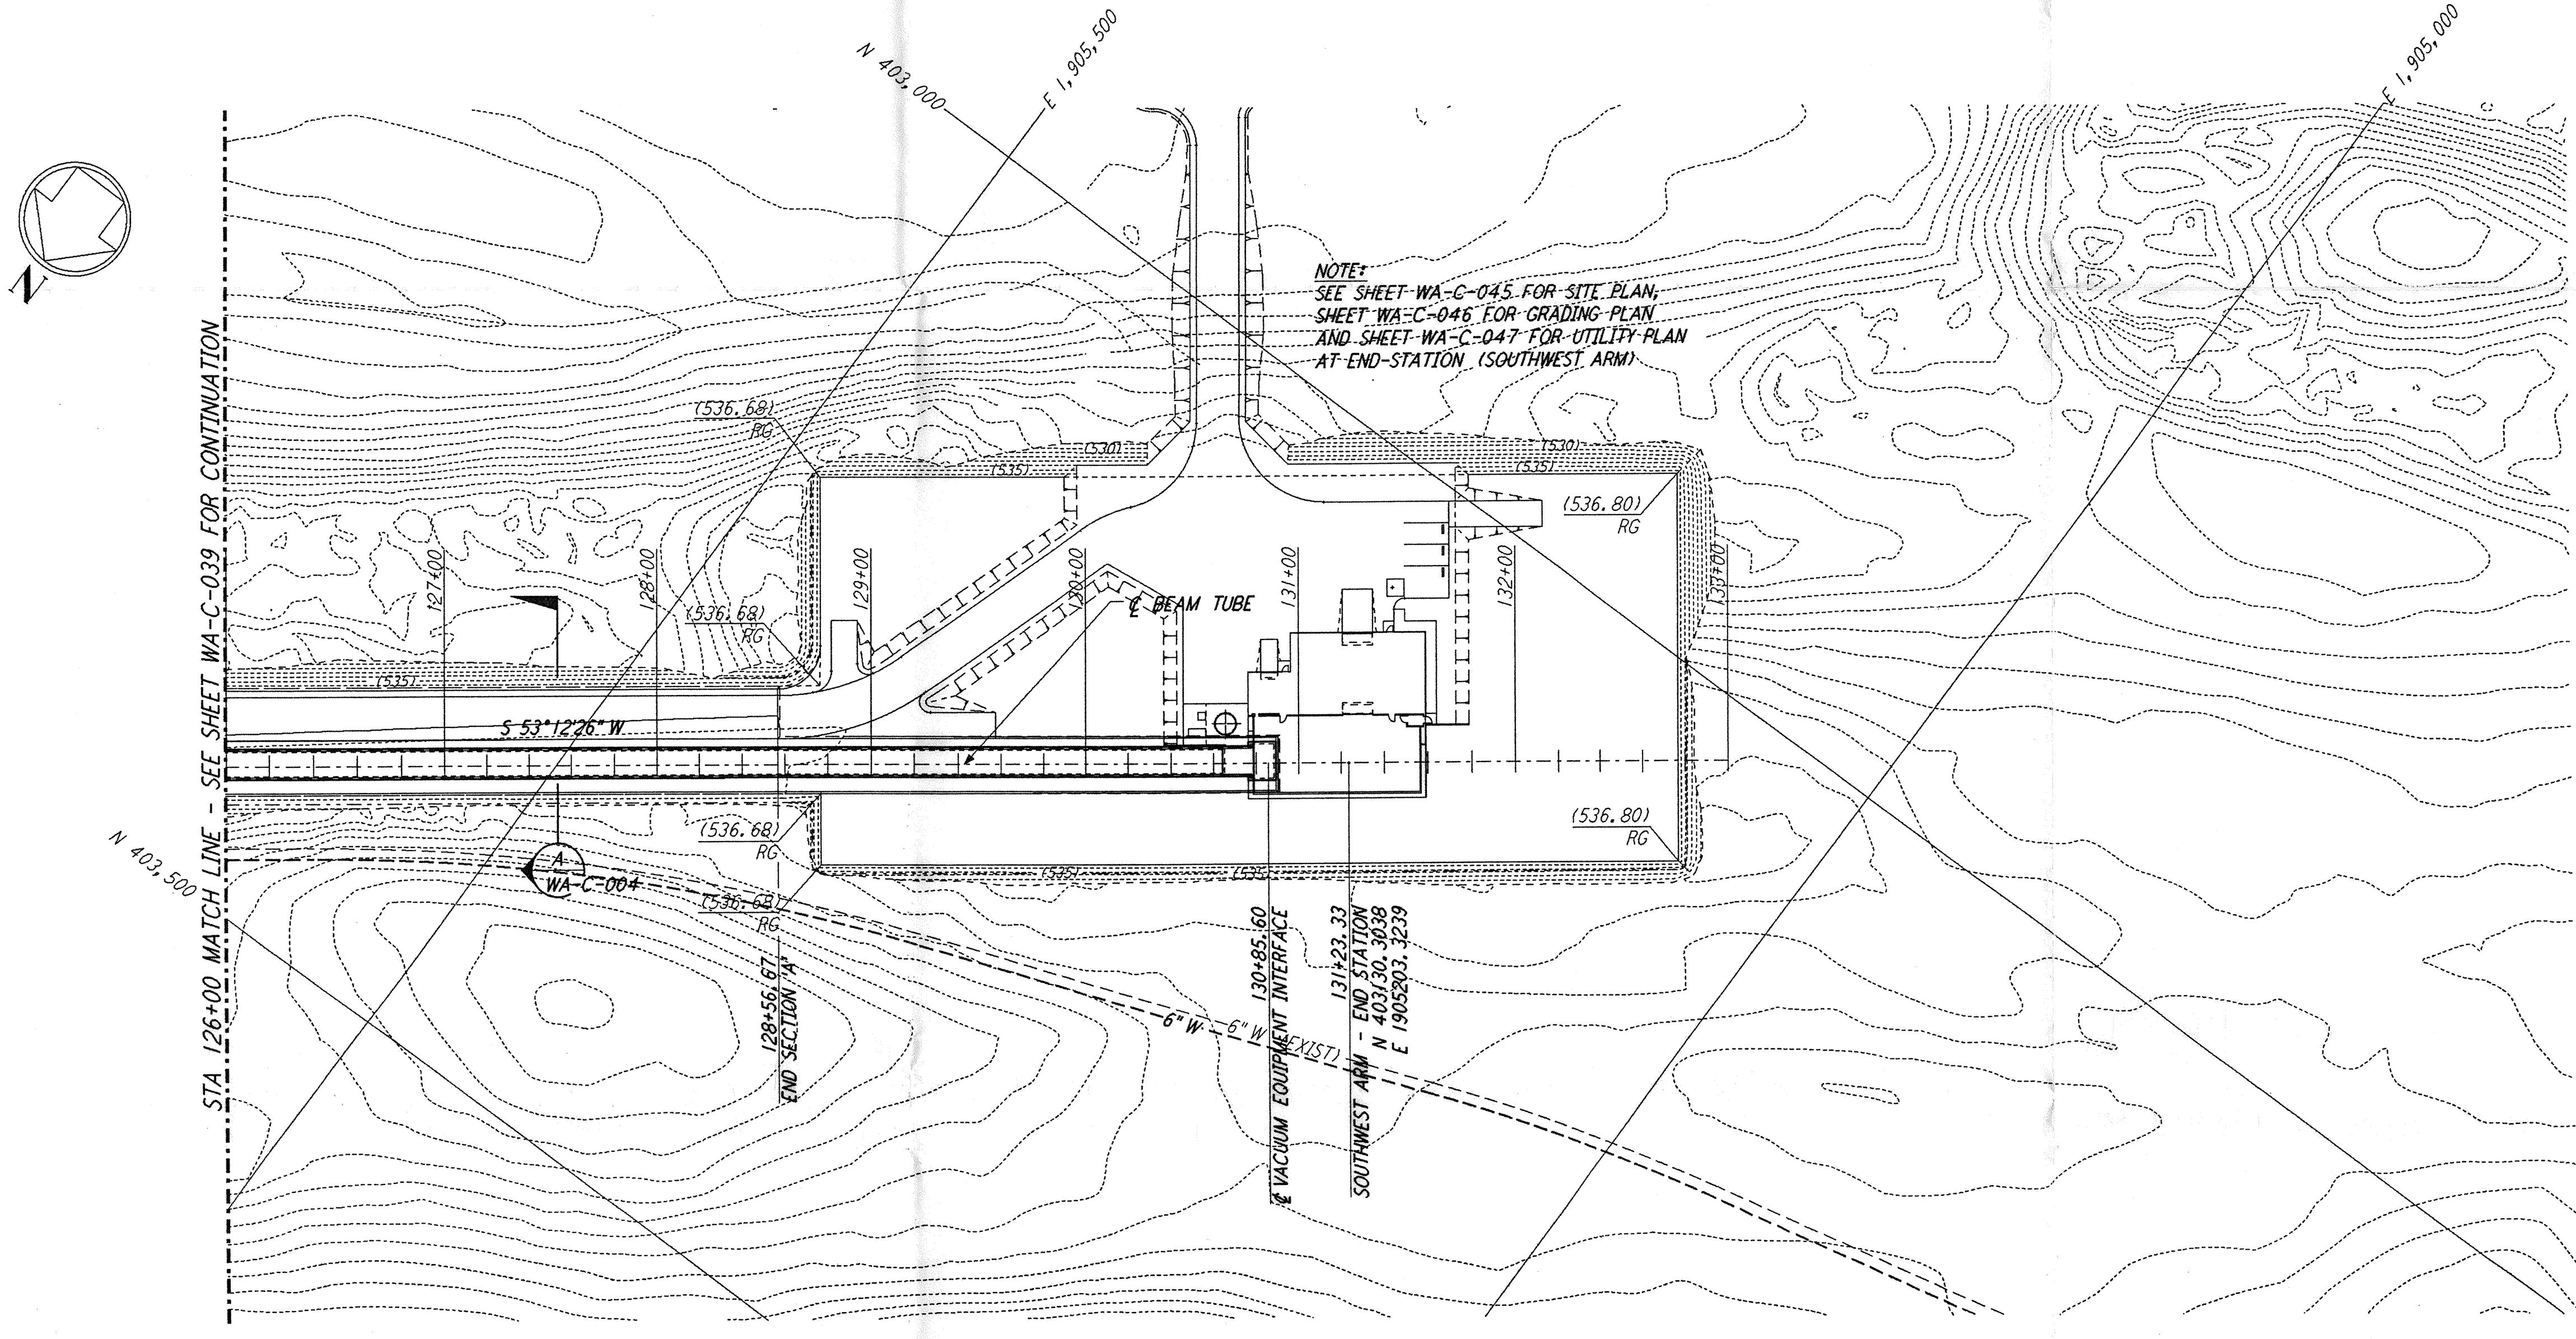 N 403,000
E 1,905,500
E 1,905,000
N
NOTE:
SEE SHEET WA-C-045 FOR SITE PLAN,
SHEET WA-C-046 FOR GRADING PLAN
AND SHEET WA-C-047 FOR UTILITY PLAN
AT END-STATION (SOUTHWEST ARM)
STA 126+00 MATCH LINE - SEE SHEET WA-C-039 FOR CONTINUATION
(536.68)
RG
(530)
(535)
(530)
(535)
(536.80)
RG
127+00
128+00
129+00
130+00
131+00
132+00
133+00
(536.68)
RG
℄ BEAM TUBE
(535)
S 53°12'26" W
(536.68)
RG
(536.80)
RG
N 403,500
A
WA-C-004
(535)
(535)
(536.68)
RG
128+56.67
END SECTION "A"
130+85.60
℄ VACUUM EQUIPMENT INTERFACE
131+23.33
SOUTHWEST ARM - END STATION
N 403130.3038
E 1905203.3239
6" W
6" W (EXIST)